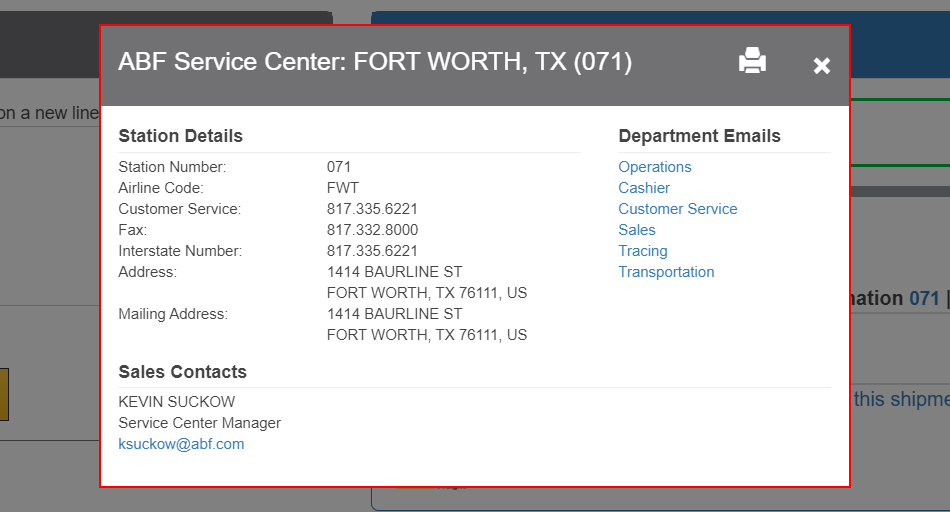 ABF Service Center: FORT WORTH, TX (071)
on a new line
Station Details
Station Number: 071
Airline Code: FWT
Customer Service: 817.335.6221
Fax: 817.332.8000
Interstate Number: 817.335.6221
Address: 1414 BAURLINE ST
FORT WORTH, TX 76111, US
Mailing Address: 1414 BAURLINE ST
FORT WORTH, TX 76111, US
Department Emails
Operations
Cashier
Customer Service
Sales
Tracing
Transportation
071 |
this
Sales Contacts
KEVIN SUCKOW
Service Center Manager
ksuckow@abf.com